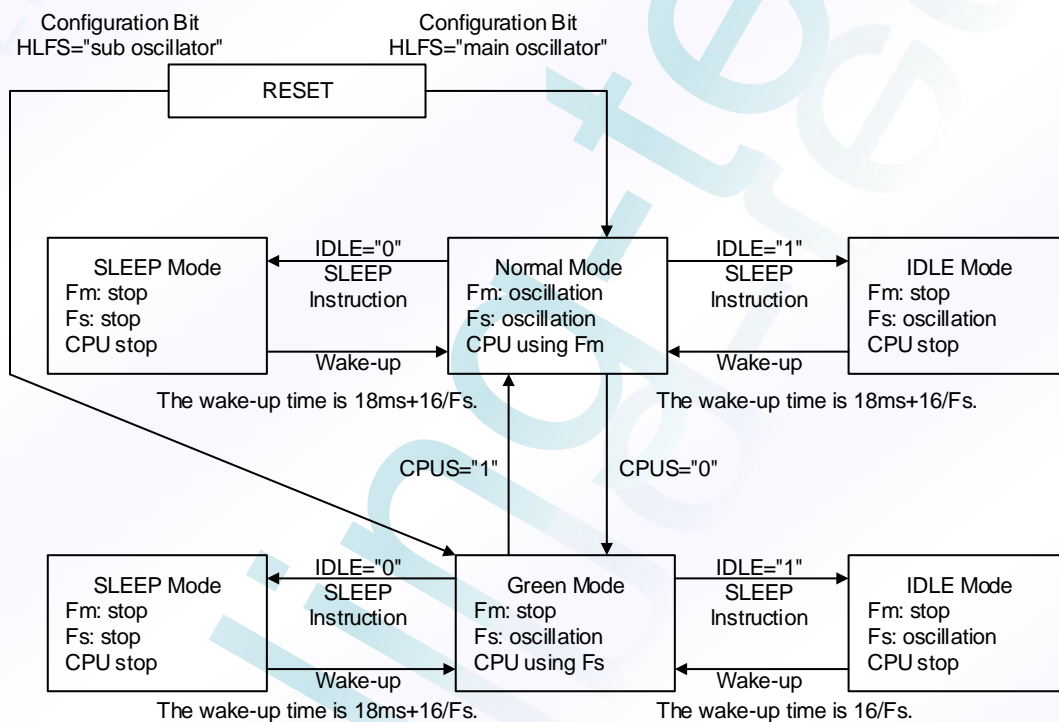 Configuration Bit
HLFS="sub oscillator"
Configuration Bit
HLFS="main oscillator"
RESET
SLEEP Mode
Fm: stop
Fs: stop
CPU stop
IDLE="0"
SLEEP
Instruction
Wake-up
Normal Mode
Fm: oscillation
Fs: oscillation
CPU using Fm
IDLE="1"
SLEEP
Instruction
Wake-up
IDLE Mode
Fm: stop
Fs: oscillation
CPU stop
The wake-up time is 18ms+16/Fs.
The wake-up time is 18ms+16/Fs.
CPUS="1"
CPUS="0"
SLEEP Mode
Fm: stop
Fs: stop
CPU stop
IDLE="0"
SLEEP
Instruction
Wake-up
Green Mode
Fm: stop
Fs: oscillation
CPU using Fs
IDLE="1"
SLEEP
Instruction
Wake-up
IDLE Mode
Fm: stop
Fs: oscillation
CPU stop
The wake-up time is 18ms+16/Fs.
The wake-up time is 16/Fs.